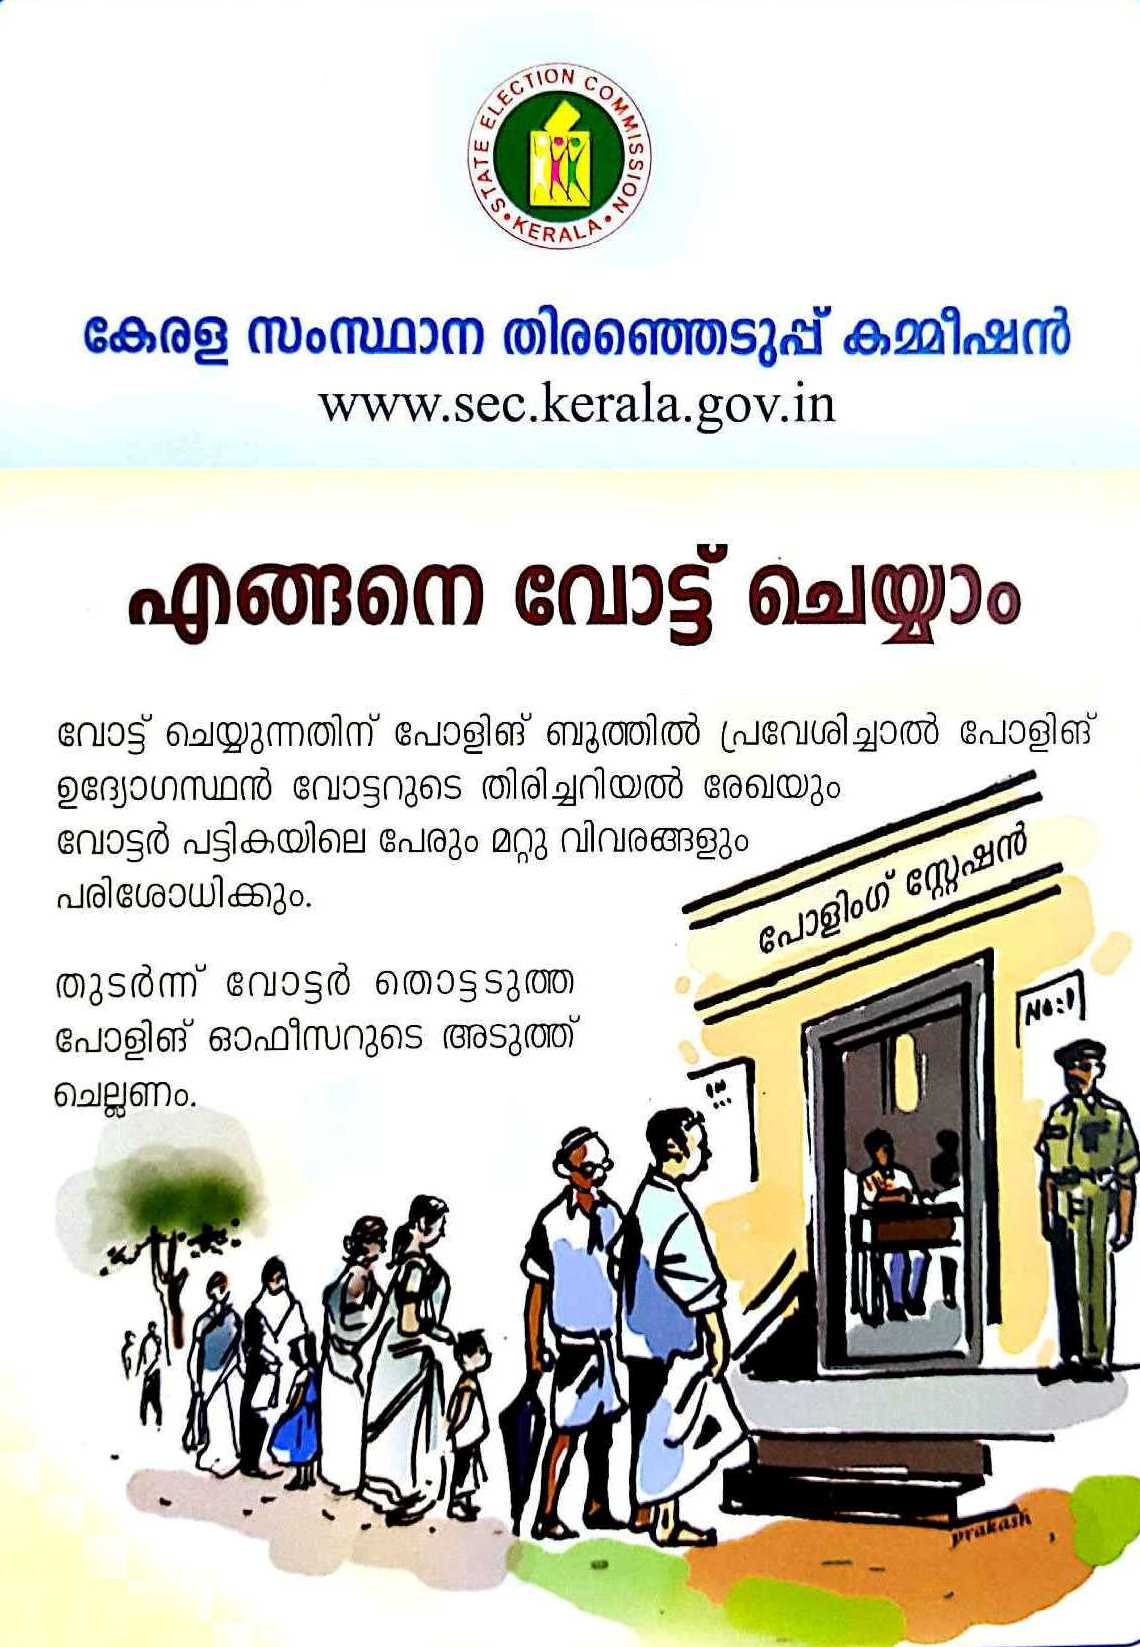 STATE ELECTION COMMISSION
• KERALA •
കേരള സംസ്ഥാന തിരഞ്ഞെടുപ്പ് കമ്മീഷൻ
www.sec.kerala.gov.in
എങ്ങനെ വോട്ട് ചെയ്യാം
വോട്ട് ചെയ്യുന്നതിന് പോളിങ് ബൂത്തിൽ പ്രവേശിച്ചാൽ പോളിങ്
ഉദ്യോഗസ്ഥൻ വോട്ടറുടെ തിരിച്ചറിയൽ രേഖയും
വോട്ടർ പട്ടികയിലെ പേരും മറ്റു വിവരങ്ങളും
പരിശോധിക്കും.
തുടർന്ന് വോട്ടർ തൊട്ടടുത്ത
പോളിങ് ഓഫീസറുടെ അടുത്ത്
ചെല്ലണം.
പോളിംഗ് സ്റ്റേഷൻ
No:1
prakash